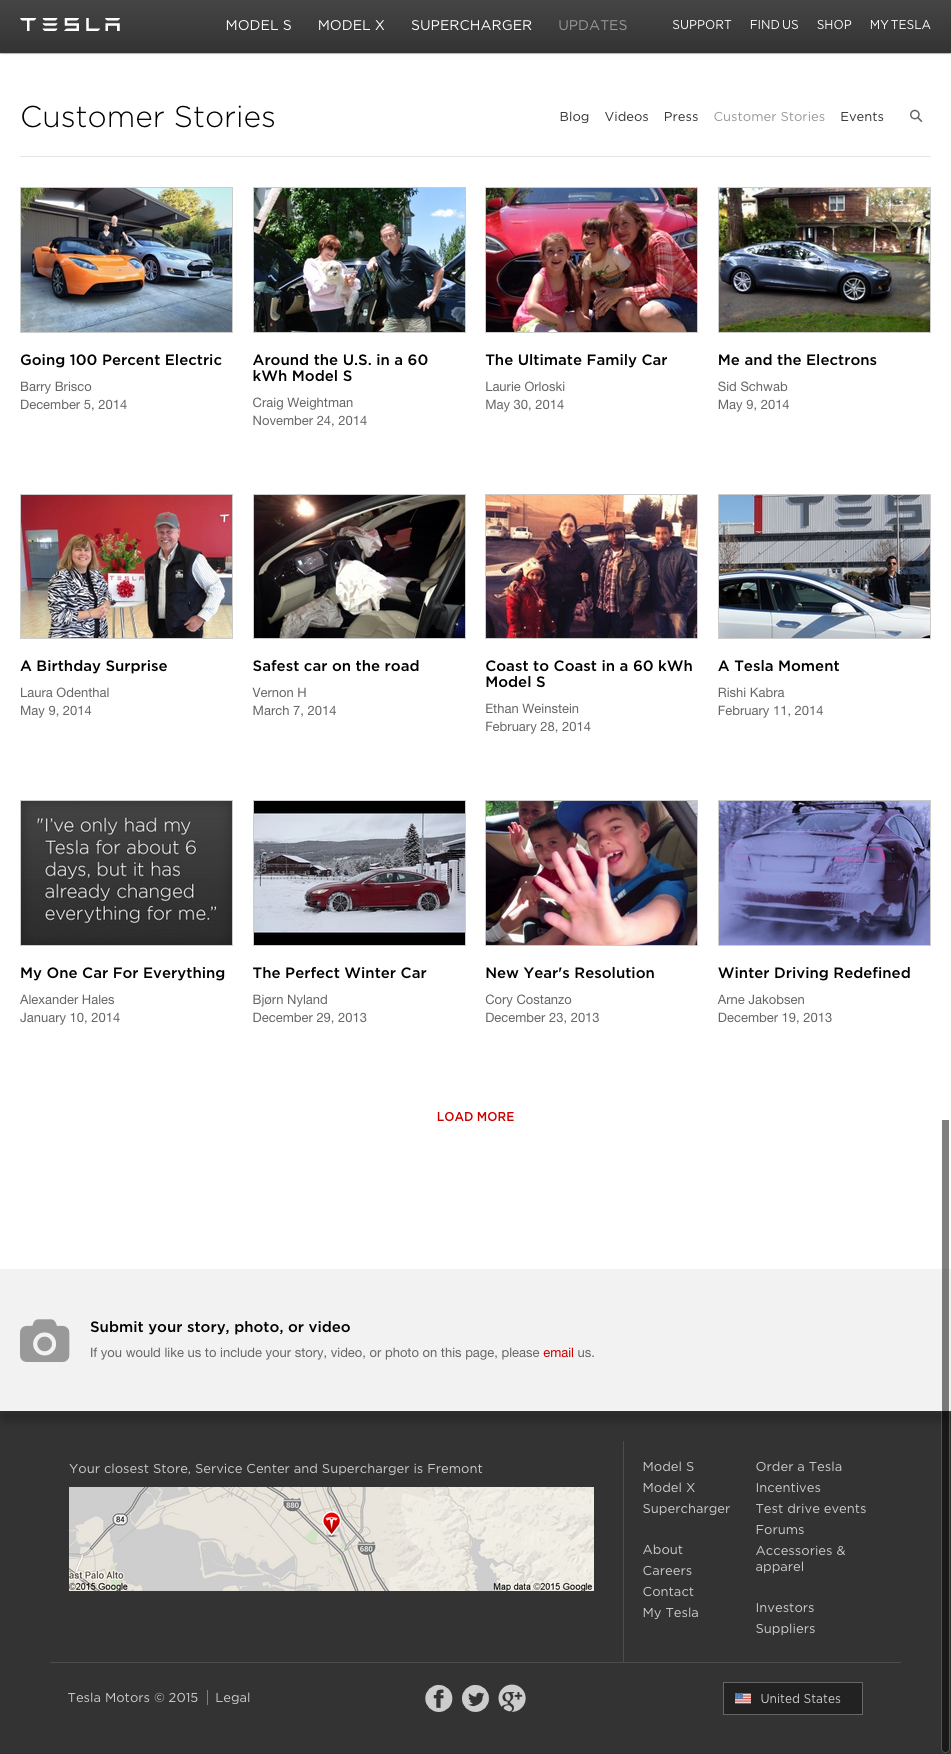 TESLA
MODEL S MODEL X SUPERCHARGER UPDATES SUPPORT FIND US SHOP MY TESLA
Customer Stories
Blog Videos Press Customer Stories Events
Going 100 Percent Electric
Barry Brisco
December 5, 2014
Around the U.S. in a 60
kWh Model S
Craig Weightman
November 24, 2014
The Ultimate Family Car
Laurie Orloski
May 30, 2014
Me and the Electrons
Sid Schwab
May 9, 2014
TESLA
A Birthday Surprise
Laura Odenthal
May 9, 2014
Safest car on the road
Vernon H
March 7, 2014
Coast to Coast in a 60 kWh
Model S
Ethan Weinstein
February 28, 2014
TES
A Tesla Moment
Rishi Kabra
February 11, 2014
"I've only had my
Tesla for about 6
days, but it has
already changed
everything for me."
My One Car For Everything
Alexander Hales
January 10, 2014
The Perfect Winter Car
Bjørn Nyland
December 29, 2013
New Year's Resolution
Cory Costanzo
December 23, 2013
Winter Driving Redefined
Arne Jakobsen
December 19, 2013
LOAD MORE
Submit your story, photo, or video
If you would like us to include your story, video, or photo on this page, please email us.
Your closest Store, Service Center and Supercharger is Fremont
880
84
680
ast Palo Alto
©2015 Google
Map data ©2015 Google
Model S
Model X
Supercharger
About
Careers
Contact
My Tesla
Order a Tesla
Incentives
Test drive events
Forums
Accessories &
apparel
Investors
Suppliers
Tesla Motors © 2015 | Legal
United States